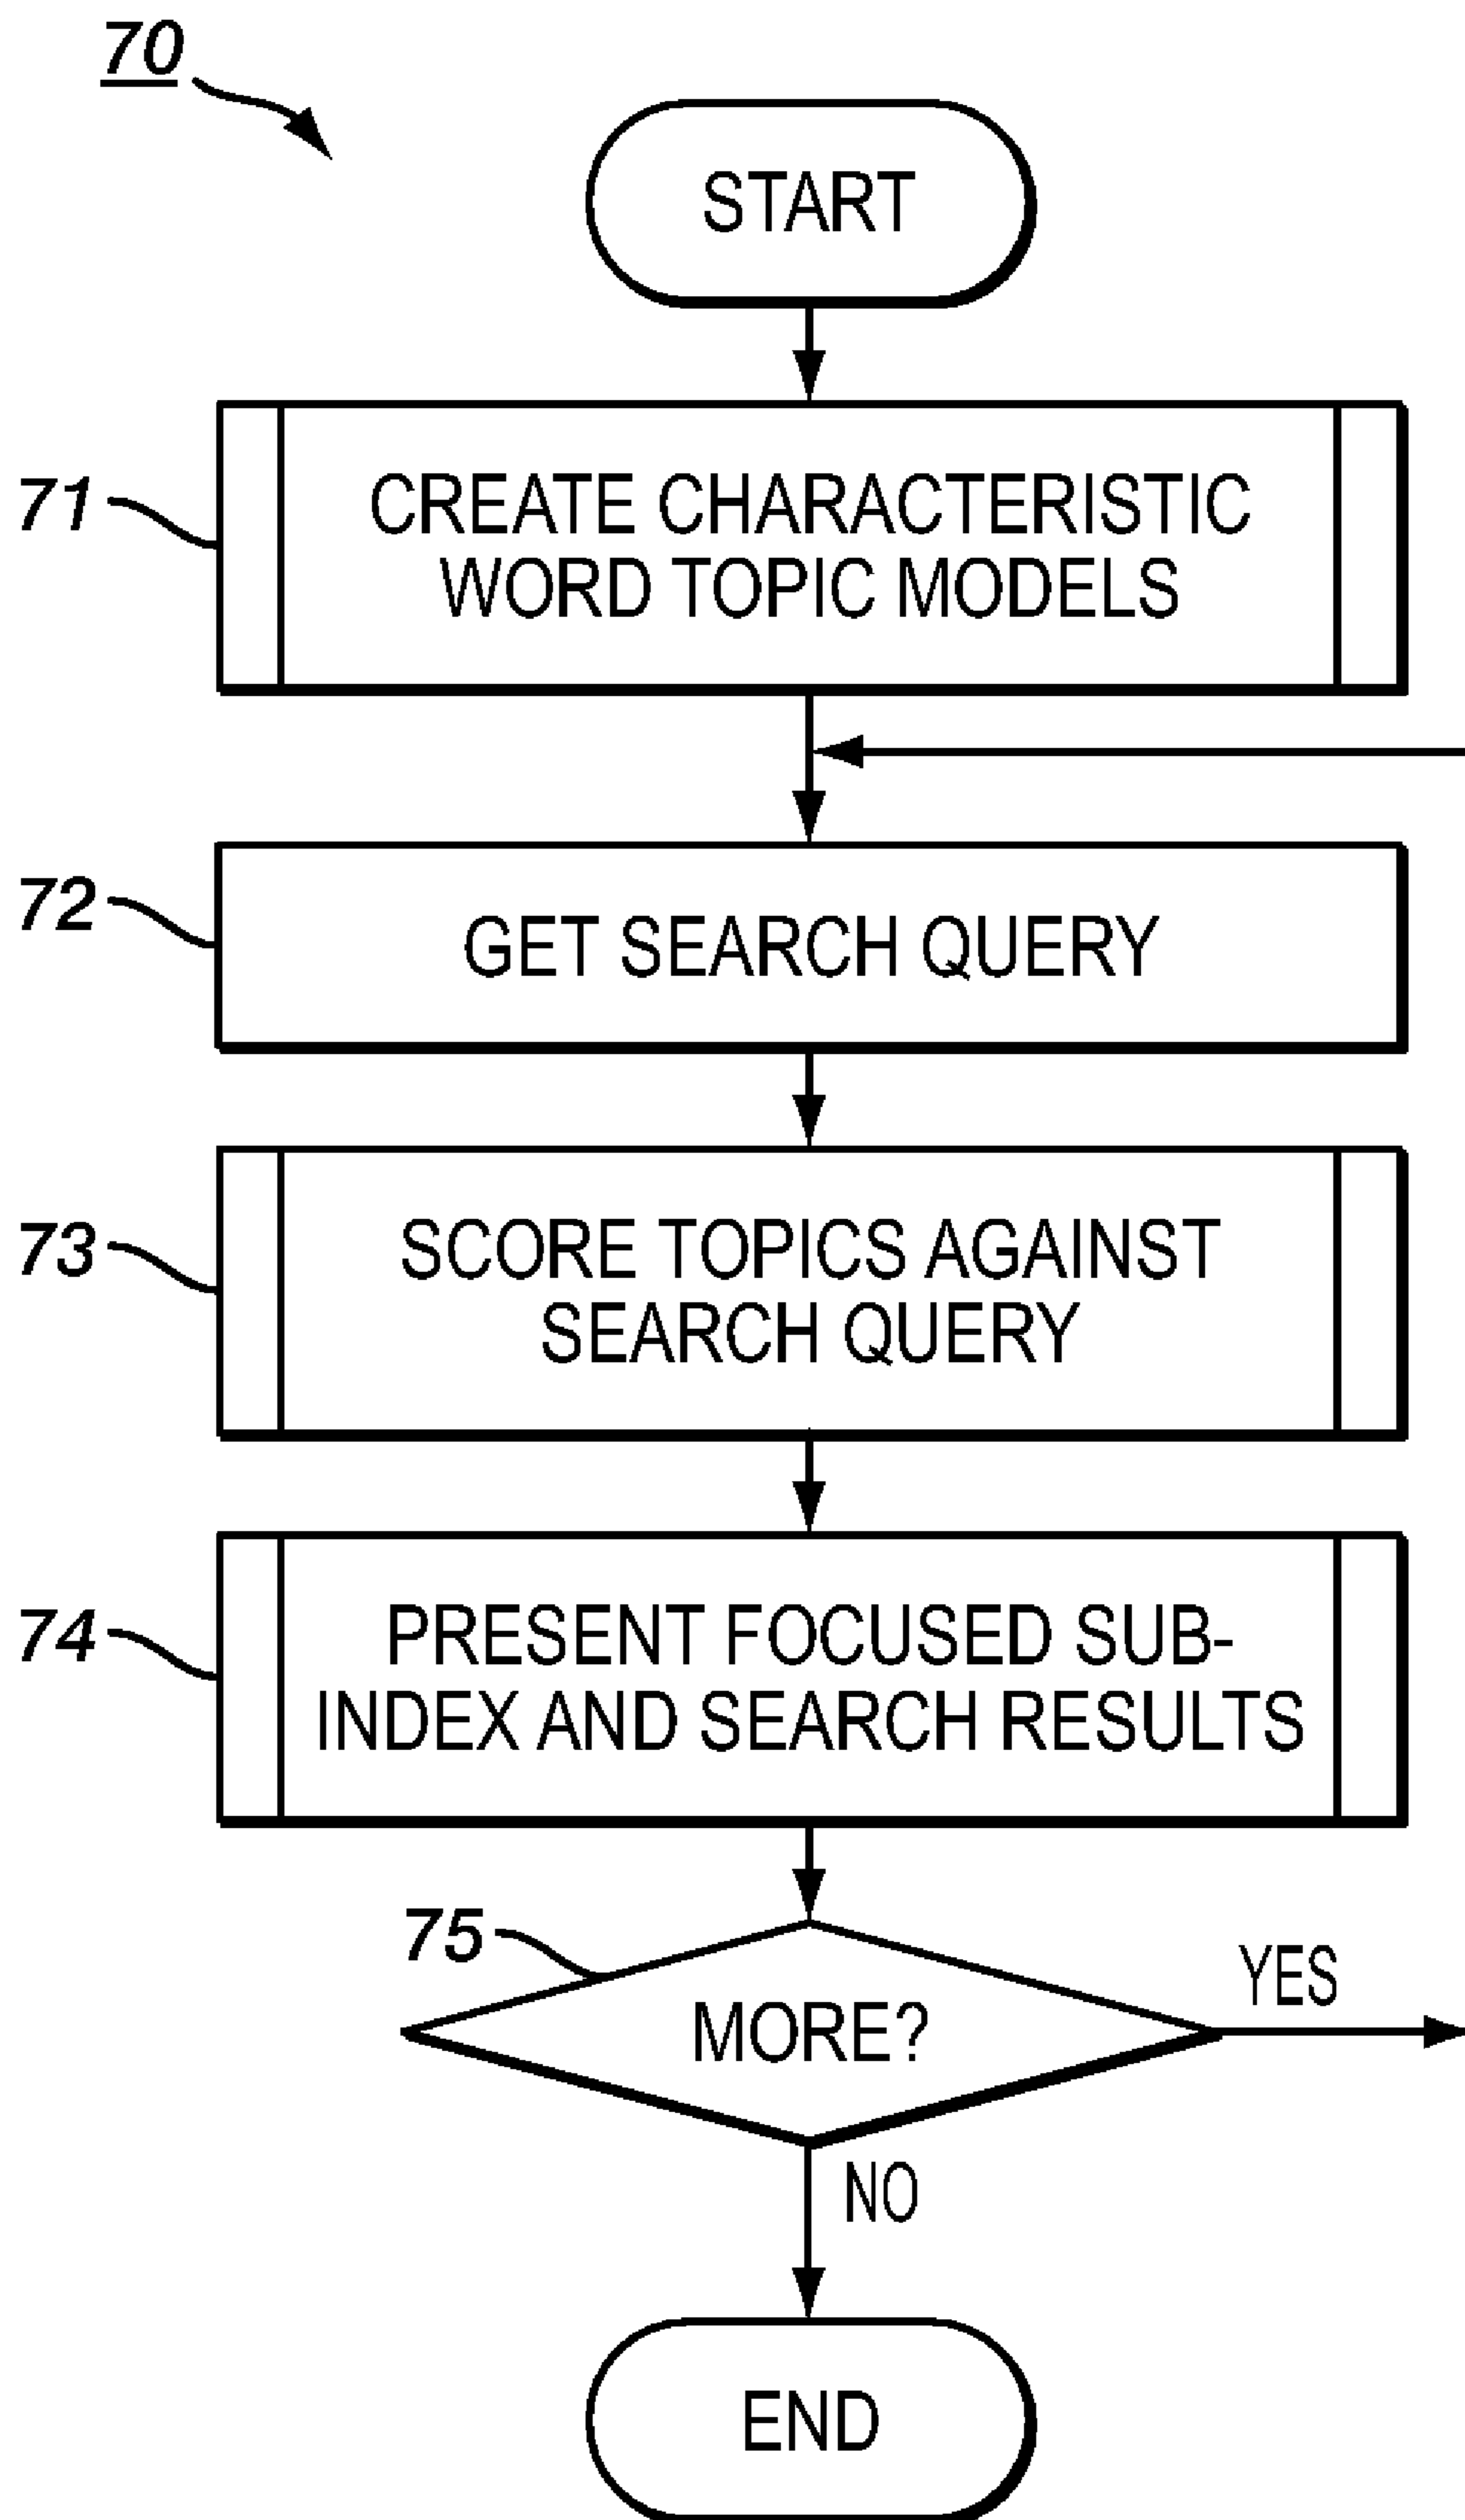 70
START
71
CREATE CHARACTERISTIC
WORD TOPIC MODELS
72
GET SEARCH QUERY
73
SCORE TOPICS AGAINST
SEARCH QUERY
74
PRESENT FOCUSED SUB-
INDEX AND SEARCH RESULTS
75
MORE?
YES
NO
END